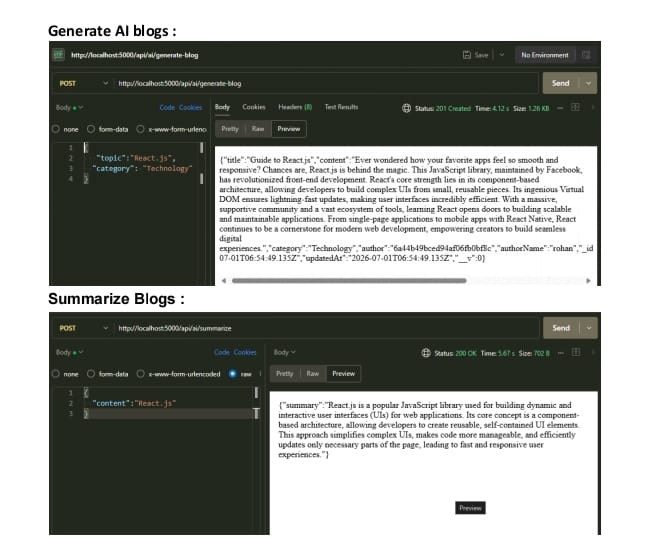 Generate AI blogs :
http://localhost:5000/api/ai/generate-blog
Save
No Environment
POST
http://localhost:5000/api/ai/generate-blog
Send
Body
Code Cookies
Body Cookies Headers (8) Test Results
Status: 201 Created Time: 4.12 s Size: 1.26 KB
none form-data x-www-form-urlenco
Pretty Raw Preview
1 {
2 "topic":"React.js",
3 "category": "Technology"
4 }
{"title":"Guide to React.js","content":"Ever wondered how your favorite apps feel so smooth and
responsive? Chances are, React.js is behind the magic. This JavaScript library, maintained by Facebook,
has revolutionized front-end development. React's core strength lies in its component-based
architecture, allowing developers to build complex UIs from small, reusable pieces. Its ingenious Virtual
DOM ensures lightning-fast updates, making user interfaces incredibly efficient. With a massive,
supportive community and a vast ecosystem of tools, learning React opens doors to building scalable
and maintainable applications. From single-page applications to mobile apps with React Native, React
continues to be a cornerstone for modern web development, empowering creators to build seamless
digital
experiences.","category":"Technology","author":"6a44b49bced94af06fb0bf8c","authorName":"rohan","_id
07-01T06:54:49.135Z","updatedAt":"2026-07-01T06:54:49.135Z","__v":0}
Summarize Blogs :
POST
http://localhost:5000/api/ai/summarize
Send
Body
Code Cookies
Body
Status: 200 OK Time: 5.67 s Size: 702 B
none form-data x-www-form-urlencoded raw
Pretty Raw Preview
1 {
2 "content":"React.js"
3 }
{"summary":"React.js is a popular JavaScript library used for building dynamic and
interactive user interfaces (UIs) for web applications. Its core concept is a component-
based architecture, allowing developers to create reusable, self-contained UI elements.
This approach simplifies complex UIs, makes code more manageable, and efficiently
updates only necessary parts of the page, leading to fast and responsive user
experiences."}
Preview